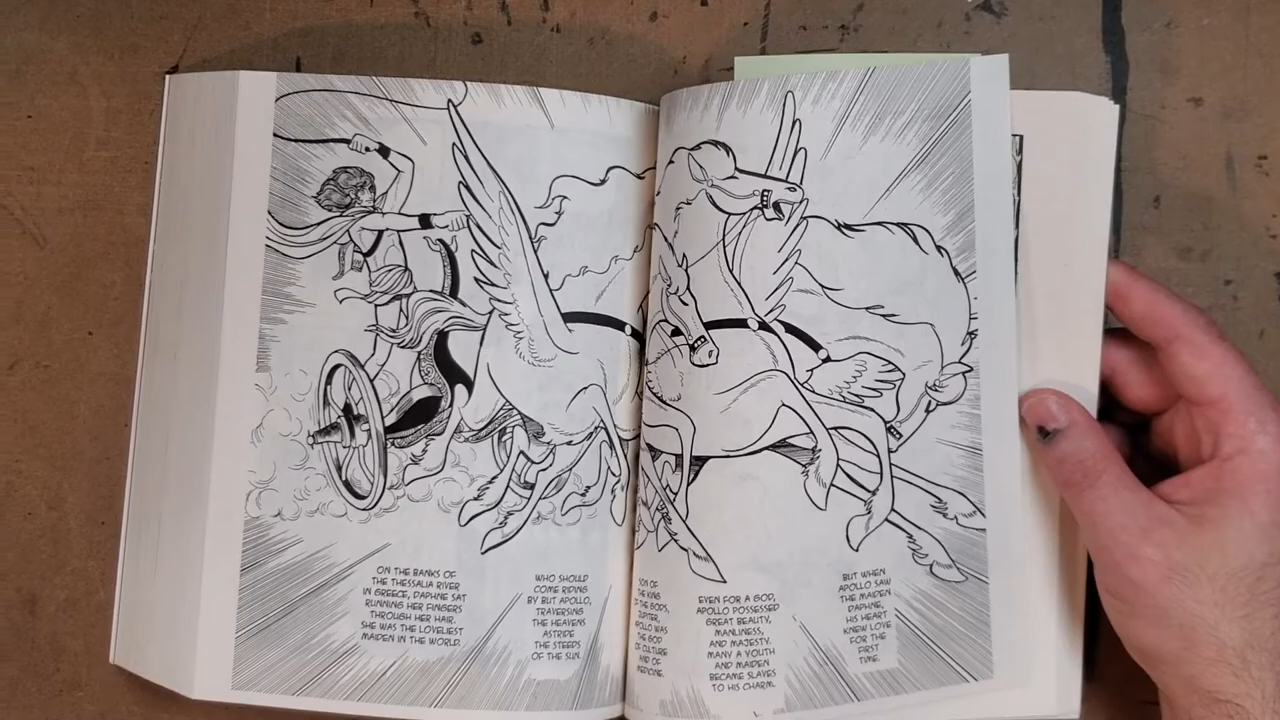 ON THE BANKS OF
THE THESSALIA RIVER
IN GREECE, DAPHNE SAT
RUNNING HER FINGERS
THROUGH HER HAIR.
SHE WAS THE LOVELIEST
MAIDEN IN THE WORLD.
WHO SHOULD
COME RIDING
BY BUT APOLLO,
TRAVERSING
THE HEAVENS
ASTRIDE
THE STEEDS
OF THE SUN.
SON OF
THE KING
OF THE GODS,
JUPITER,
APOLLO WAS
THE GOD
OF CULTURE
AND OF
MEDICINE.
EVEN FOR A GOD,
APOLLO POSSESSED
GREAT BEAUTY,
MANLINESS,
AND MAJESTY.
MANY A YOUTH
AND MAIDEN
BECAME SLAVES
TO HIS CHARM.
BUT WHEN
APOLLO SAW
THE MAIDEN
DAPHNE,
HIS HEART
KNEW LOVE
FOR THE
FIRST
TIME.